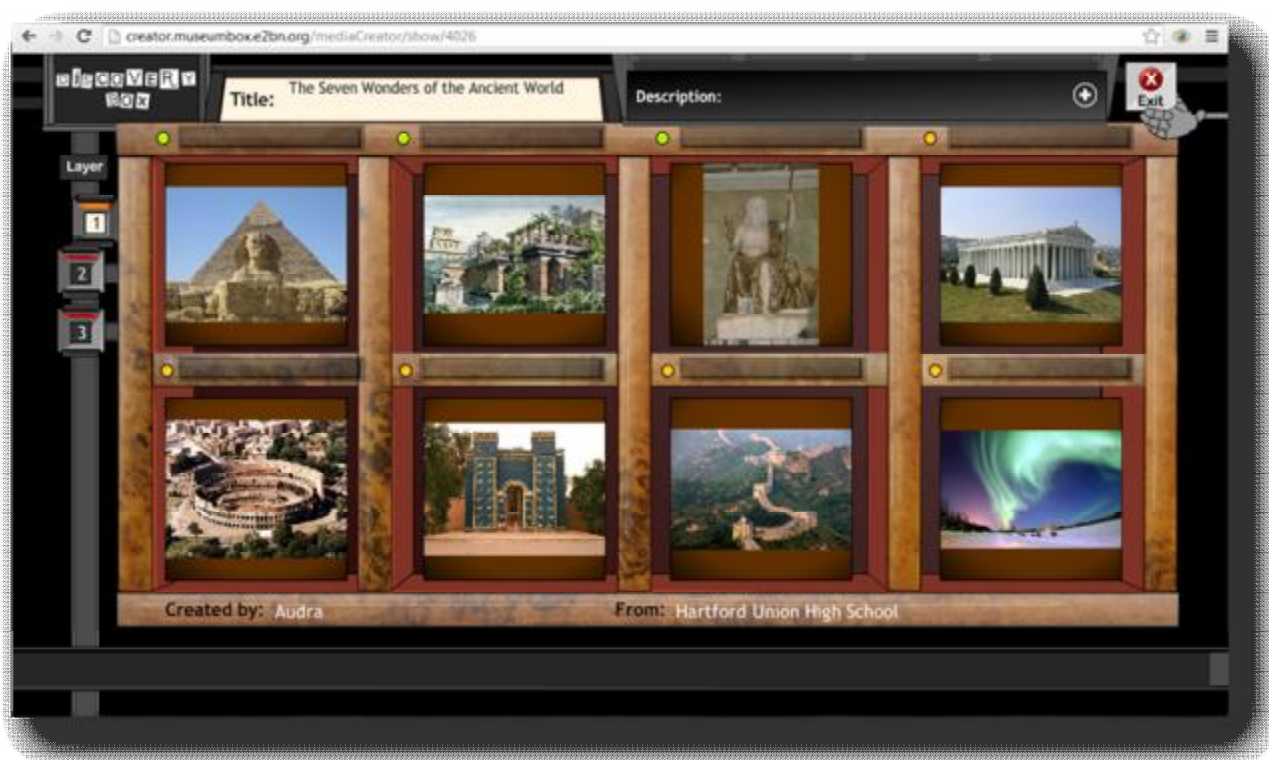 creator.museumbox.e2bn.org/mediaCreator/show/4026
DiSCOVERY
BOX
Title: The Seven Wonders of the Ancient World
Description:
Exit
Layer
1
2
3
Created by: Audra
From: Hartford Union High School